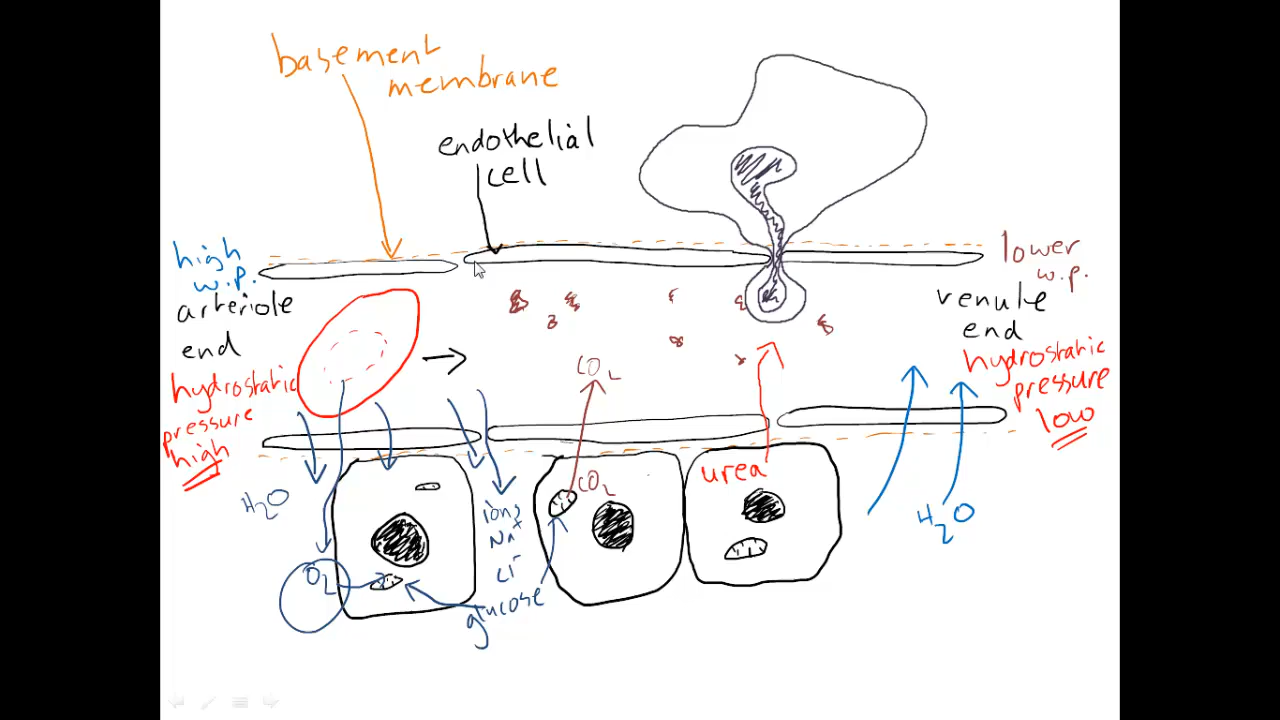 basement
membrane
endothelial
cell
high
w.p.
arteriole
end
hydrostatic
pressure
high
lower
w.p.
venule
end
hydrostatic
pressure
low
CO2
H2O
O2
ions
Na+
Cl-
glucose
CO2
urea
H2O